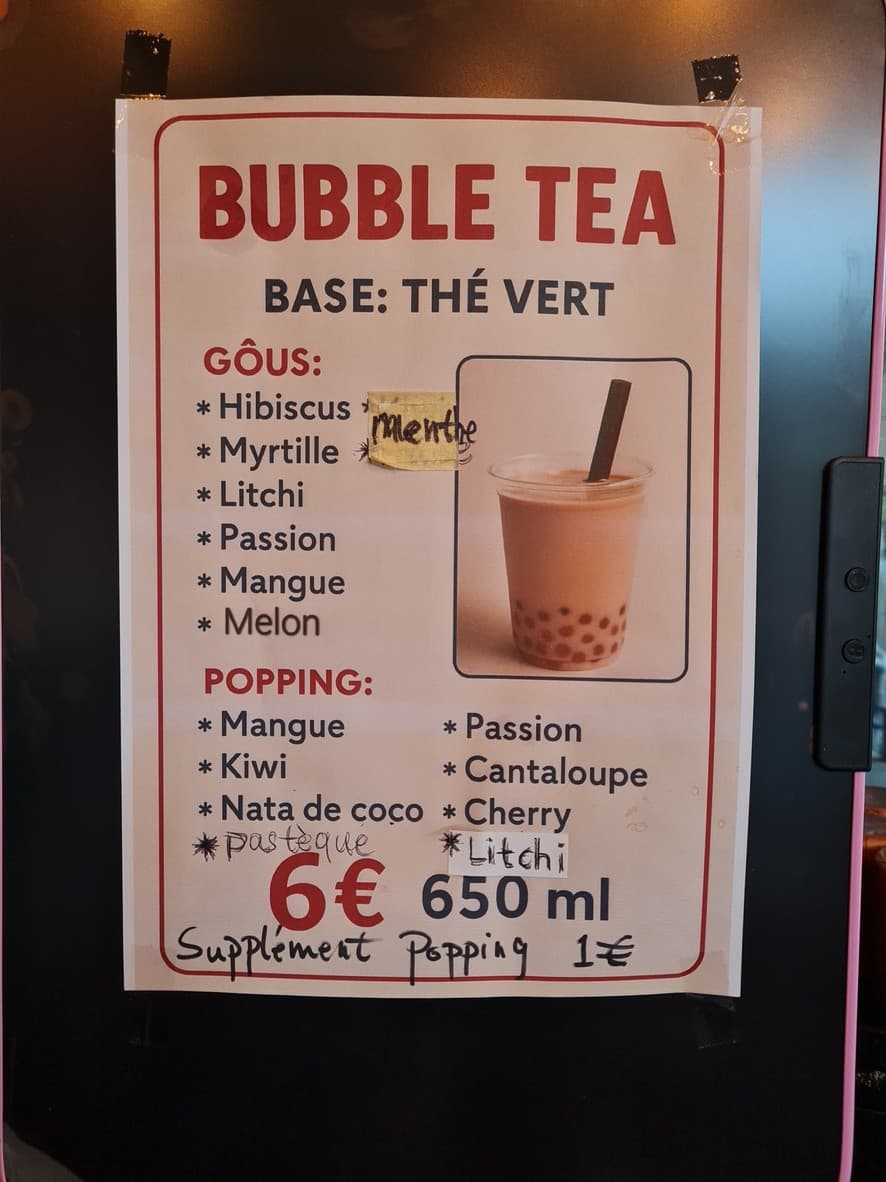 BUBBLE TEA
BASE: THÉ VERT
GÔUS:
* Hibiscus
* menthe
* Myrtille
* Litchi
* Passion
* Mangue
* Melon
POPPING:
* Mangue
* Kiwi
* Nata de coco
* pastèque
* Passion
* Cantaloupe
* Cherry
* Litchi
6€ 650 ml
Supplément Popping 1€